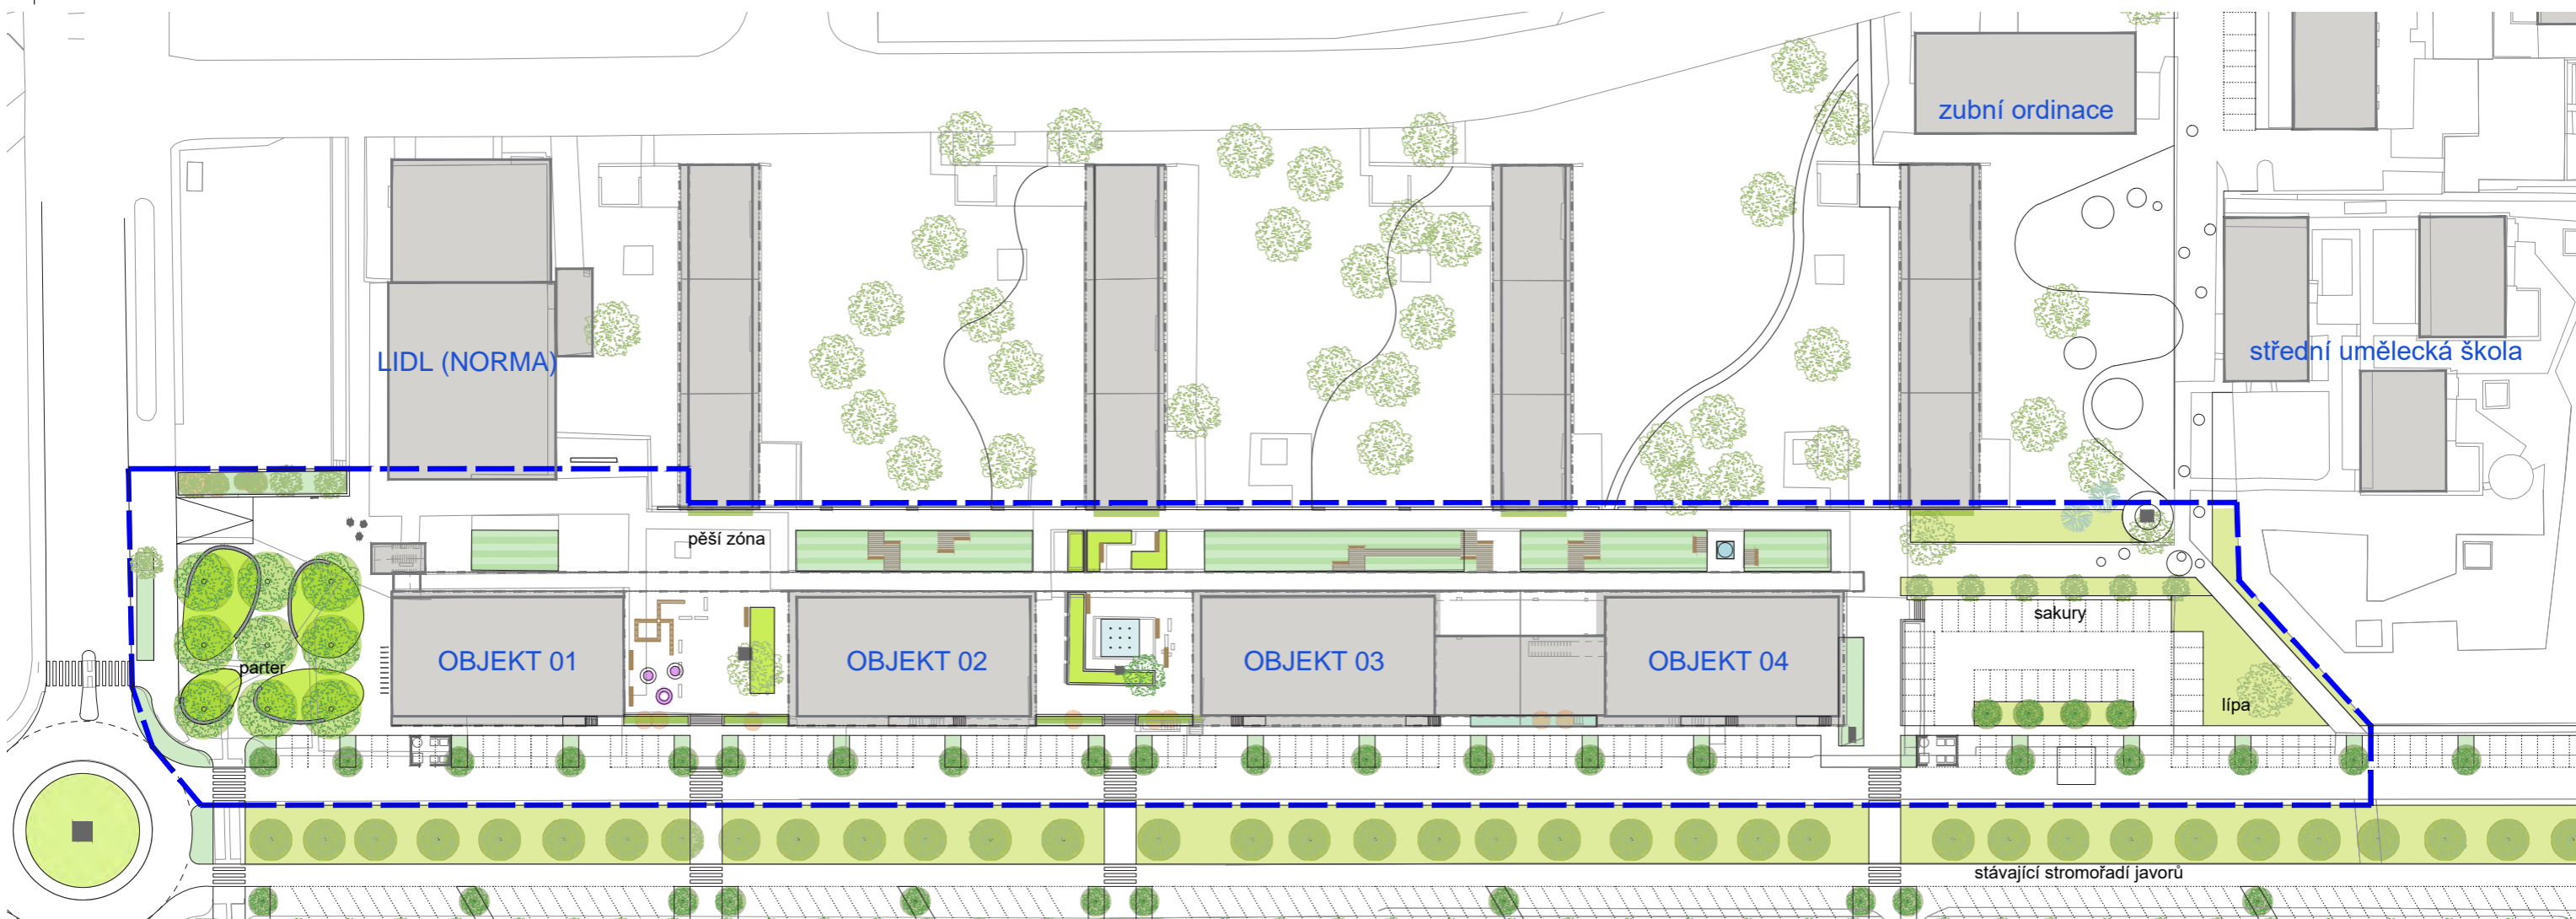 zubní ordinace
LIDL (NORMA)
střední umělecká škola
pěší zóna
sakury
parter
OBJEKT 01
OBJEKT 02
OBJEKT 03
OBJEKT 04
lípa
stávající stromořadí javorů